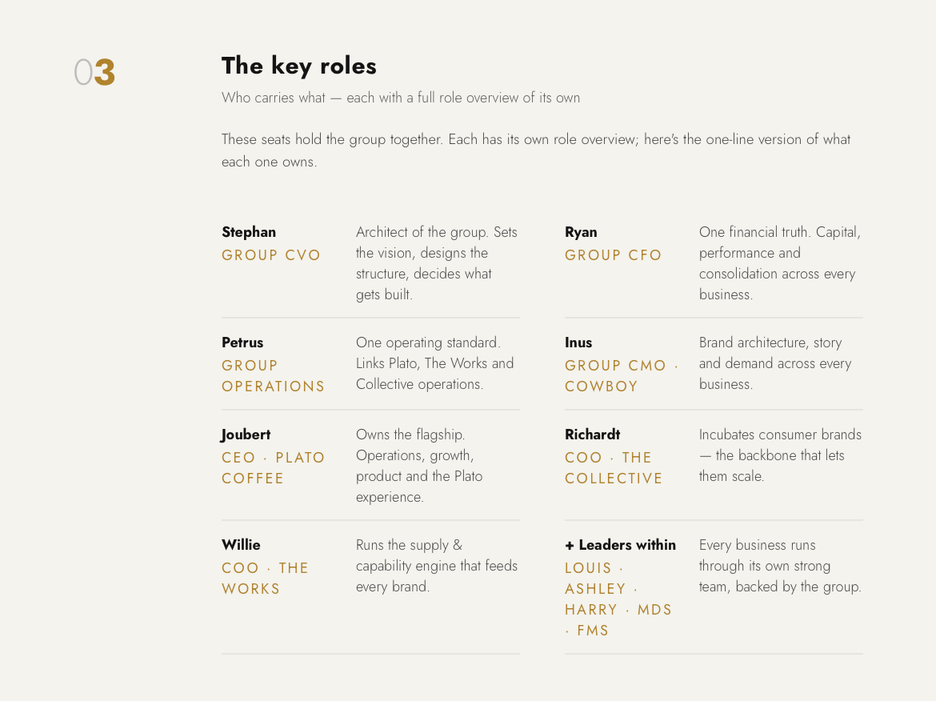 03
The key roles
Who carries what — each with a full role overview of its own
These seats hold the group together. Each has its own role overview; here's the one-line version of what
each one owns.
Stephan
GROUP CVO
Architect of the group. Sets
the vision, designs the
structure, decides what
gets built.
Ryan
GROUP CFO
One financial truth. Capital,
performance and
consolidation across every
business.
Petrus
GROUP
OPERATIONS
One operating standard.
Links Plato, The Works and
Collective operations.
Inus
GROUP CMO ·
COWBOY
Brand architecture, story
and demand across every
business.
Joubert
CEO · PLATO
COFFEE
Owns the flagship.
Operations, growth,
product and the Plato
experience.
Richardt
COO · THE
COLLECTIVE
Incubates consumer brands
— the backbone that lets
them scale.
Willie
COO · THE
WORKS
Runs the supply &
capability engine that feeds
every brand.
+ Leaders within
LOUIS ·
ASHLEY ·
HARRY · MDS
· FMS
Every business runs
through its own strong
team, backed by the group.